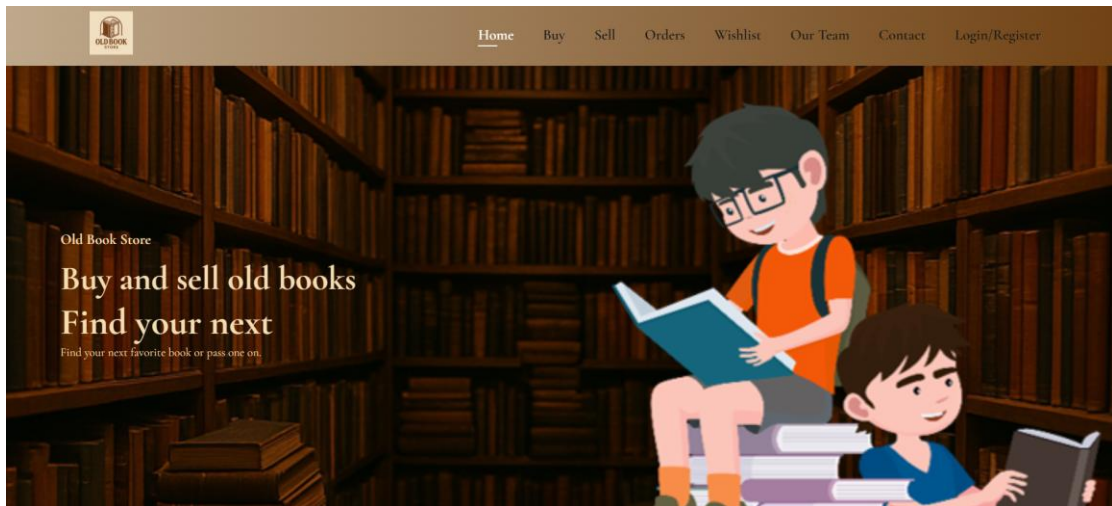 OLD BOOK
STORE
Home Buy Sell Orders Wishlist Our Team Contact Login/Register
Old Book Store
Buy and sell old books
Find your next
Find your next favorite book or pass one on.